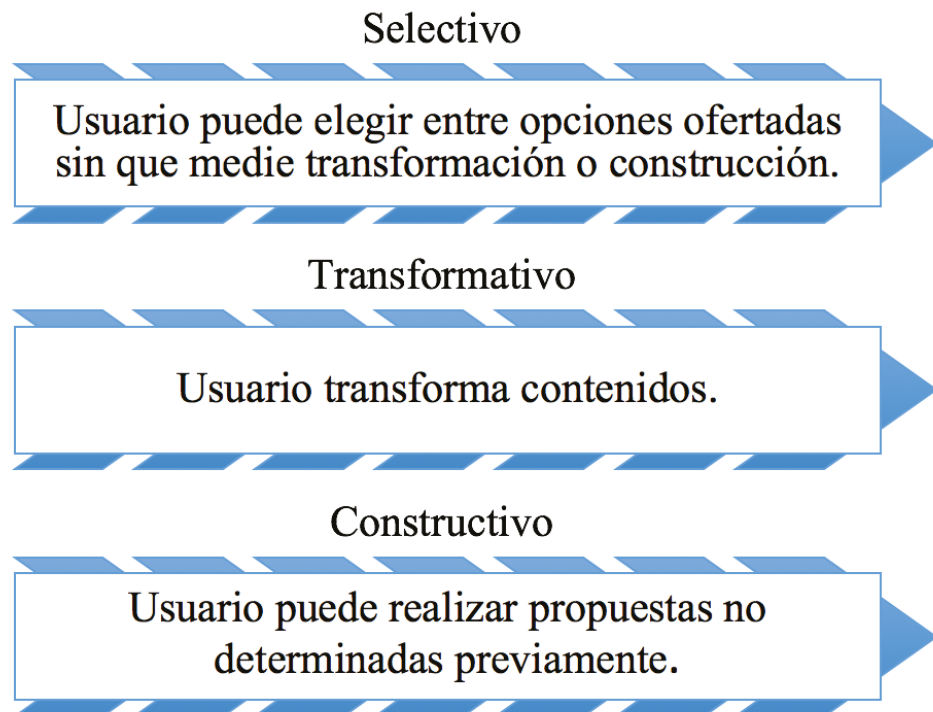 Selectivo
Usuario puede elegir entre opciones ofertadas
sin que medie transformación o construcción.
Transformativo
Usuario transforma contenidos.
Constructivo
Usuario puede realizar propuestas no
determinadas previamente.